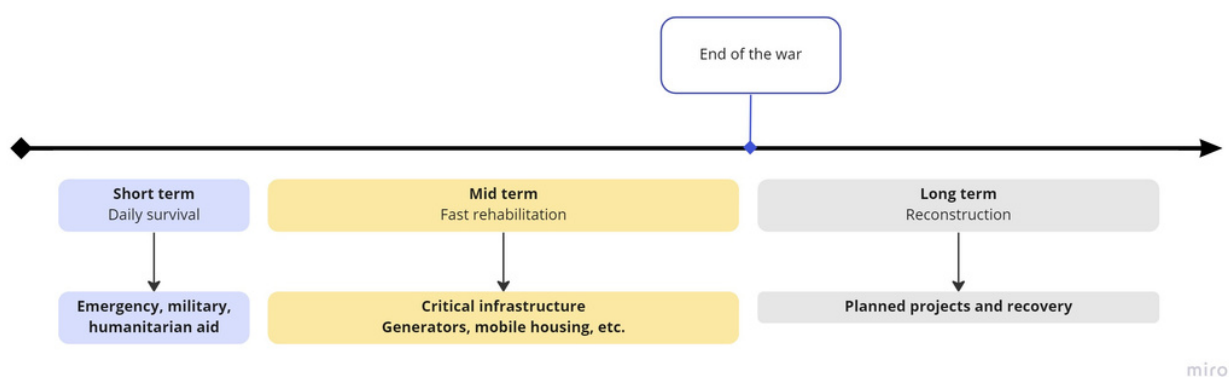 End of the war
Short term
Daily survival
Mid term
Fast rehabilitation
Long term
Reconstruction
Emergency, military,
humanitarian aid
Critical infrastructure
Generators, mobile housing, etc.
Planned projects and recovery
miro